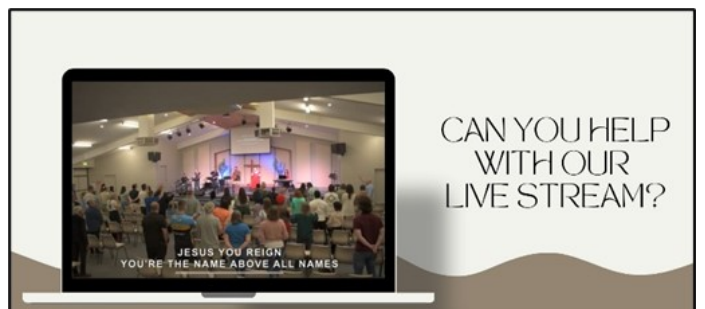 CAN YOU HELP
WITH OUR
LIVE STREAM?
JESUS YOU REIGN
YOU'RE THE NAME ABOVE ALL NAMES